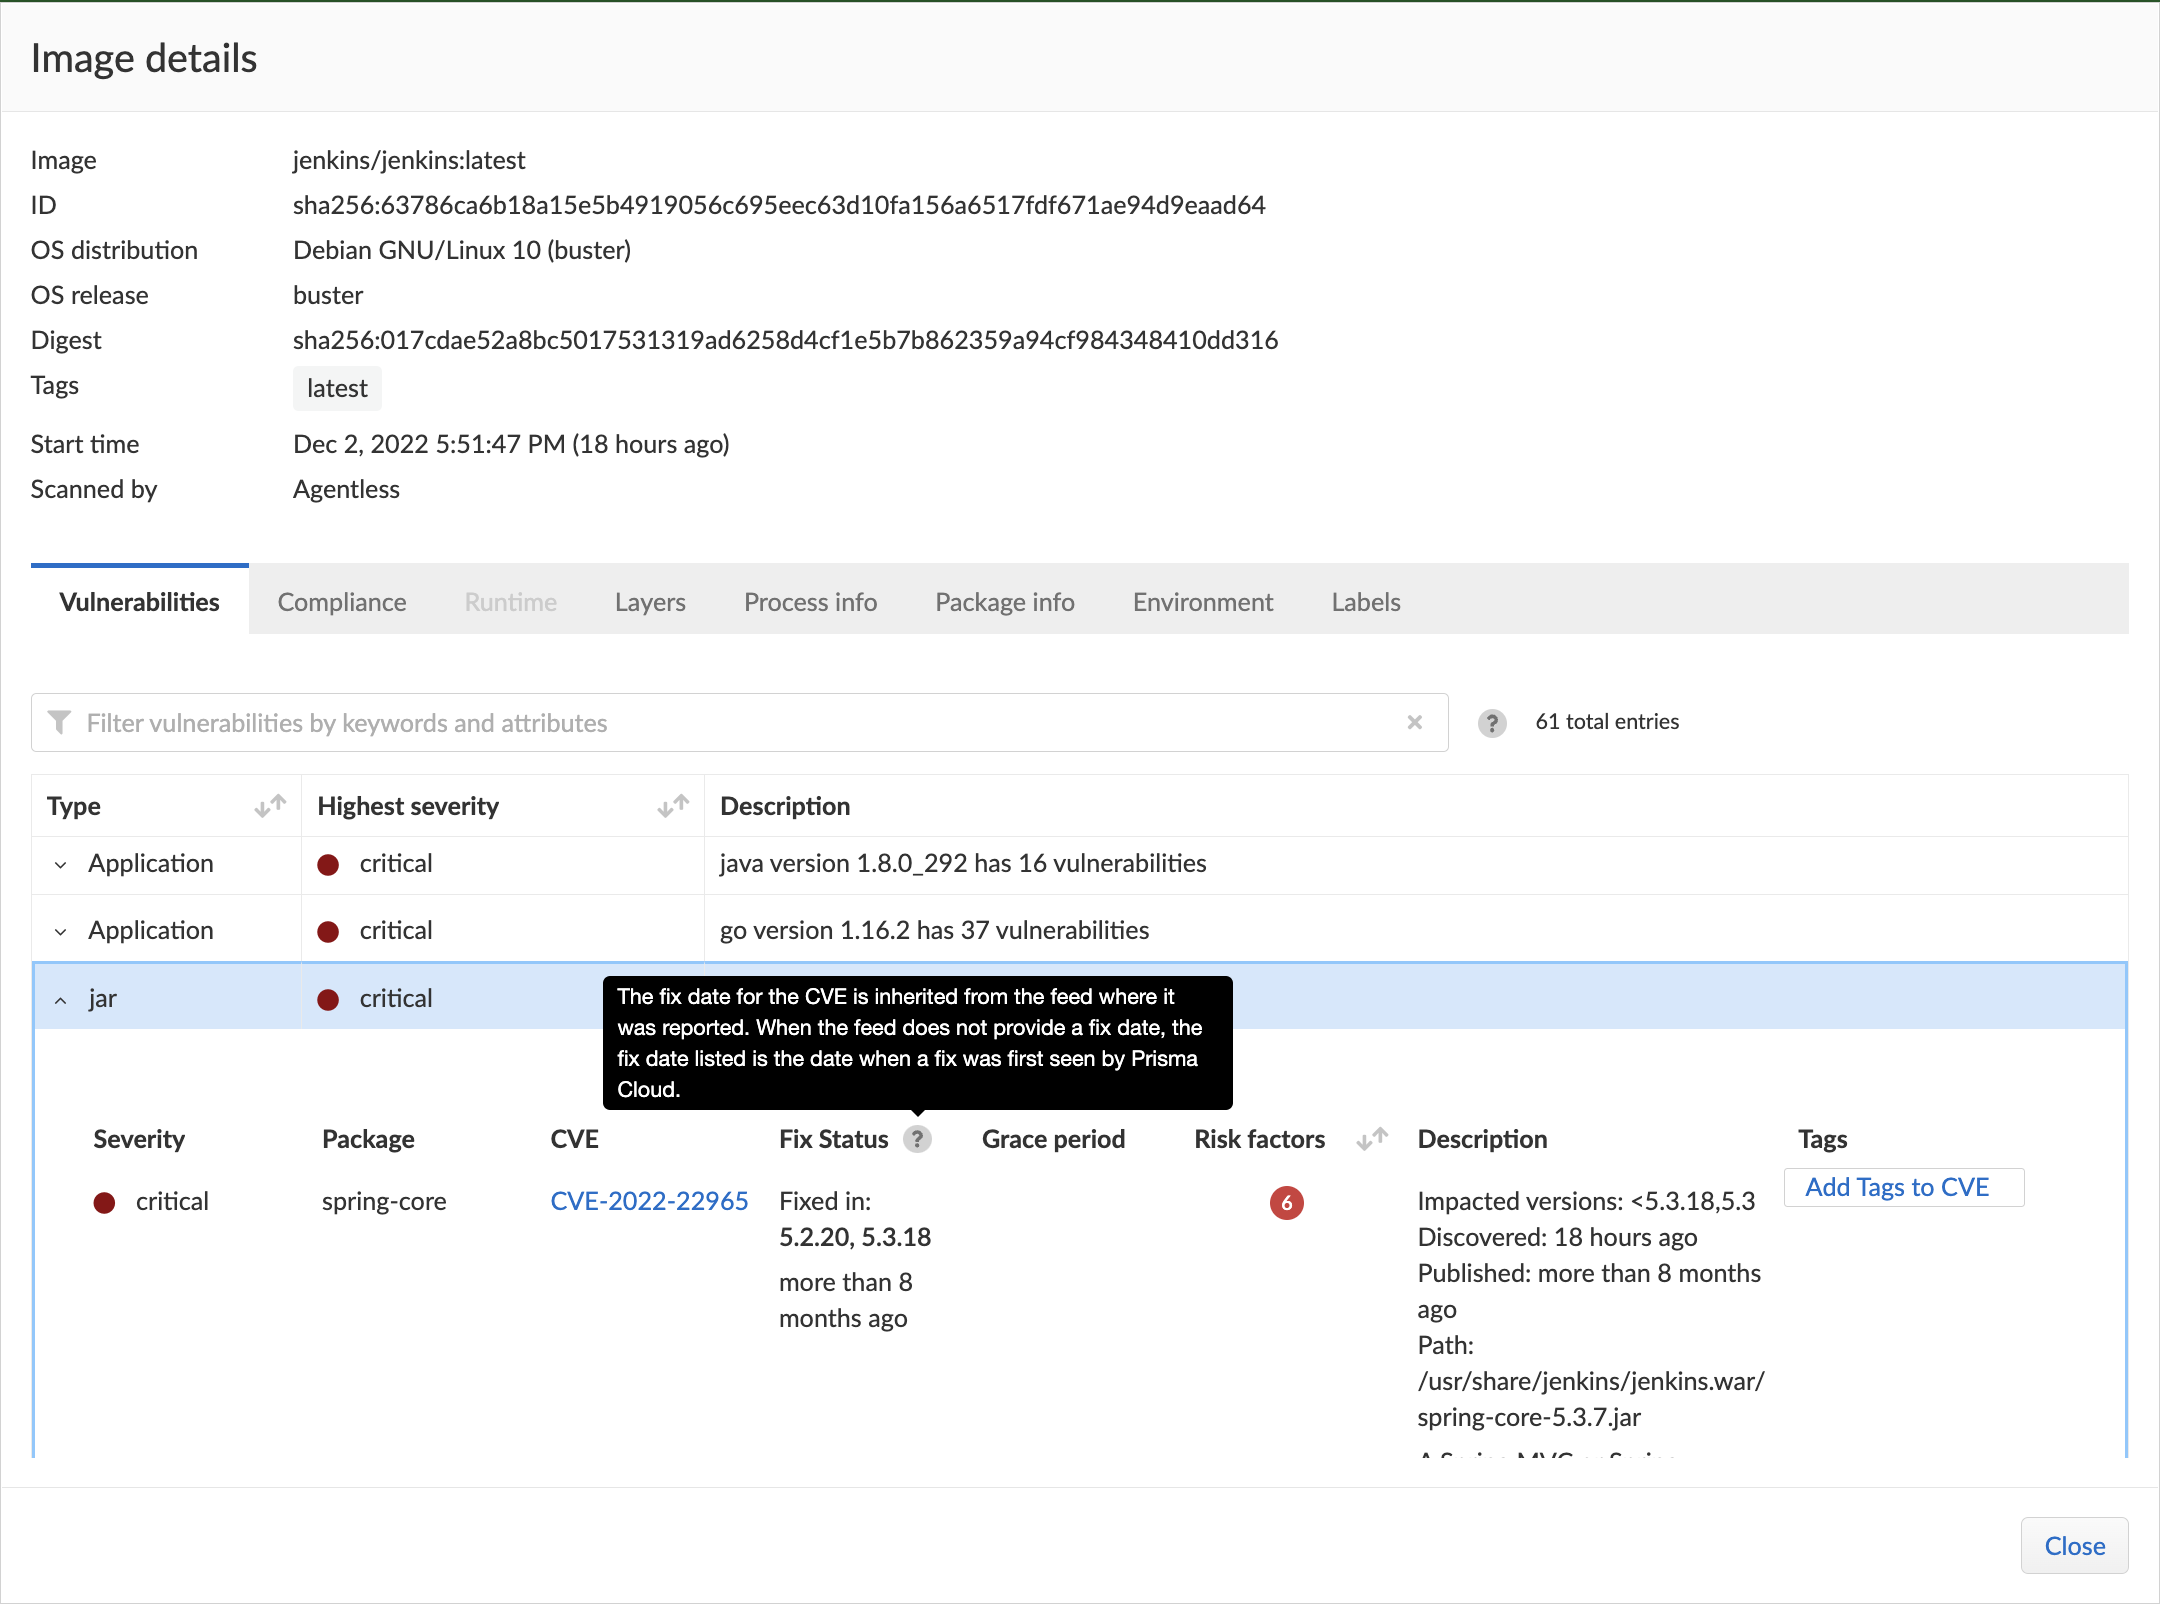 Image details
Image jenkins/jenkins:latest
ID sha256:63786ca6b18a15e5b4919056c695eec63d10fa156a6517fdf671ae94d9eaad64
OS distribution Debian GNU/Linux 10 (buster)
OS release buster
Digest sha256:017cdae52a8bc5017531319ad6258d4cf1e5b7b862359a94cf984348410dd316
Tags latest
Start time Dec 2, 2022 5:51:47 PM (18 hours ago)
Scanned by Agentless
Vulnerabilities Compliance Runtime Layers Process info Package info Environment Labels
Filter vulnerabilities by keywords and attributes × ? 61 total entries
Type Highest severity Description
Application critical java version 1.8.0_292 has 16 vulnerabilities
Application critical go version 1.16.2 has 37 vulnerabilities
jar critical
The fix date for the CVE is inherited from the feed where it
was reported. When the feed does not provide a fix date, the
fix date listed is the date when a fix was first seen by Prisma
Cloud.
Severity Package CVE Fix Status ? Grace period Risk factors Description Tags
critical spring-core CVE-2022-22965 Fixed in: 6 Impacted versions: <5.3.18,5.3 Add Tags to CVE
5.2.20, 5.3.18 Discovered: 18 hours ago
more than 8 Published: more than 8 months
months ago ago
Path:
/usr/share/jenkins/jenkins.war/
spring-core-5.3.7.jar
Close